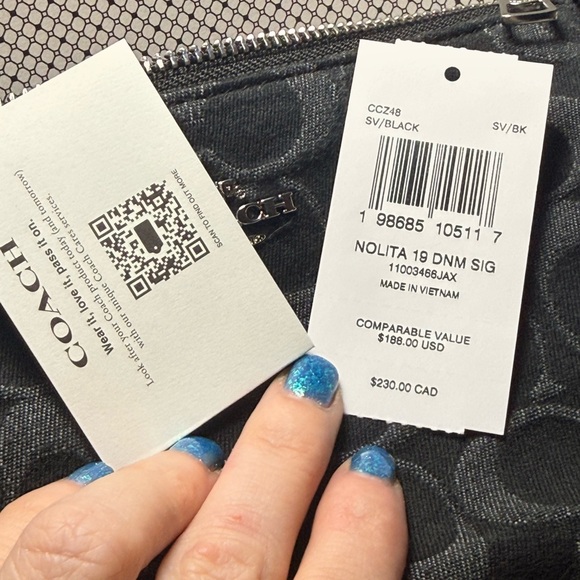 COACH
Wear it, love it, pass it on.
Look after your Coach product today (and tomorrow)
with our unique Coach Cares services.
SCAN TO FIND OUT MORE
CCZ48
SV/BLACK SV/BK
1 98685 10511 7
NOLITA 19 DNM SIG
11003466JAX
MADE IN VIETNAM
COMPARABLE VALUE
$188.00 USD
$230.00 CAD